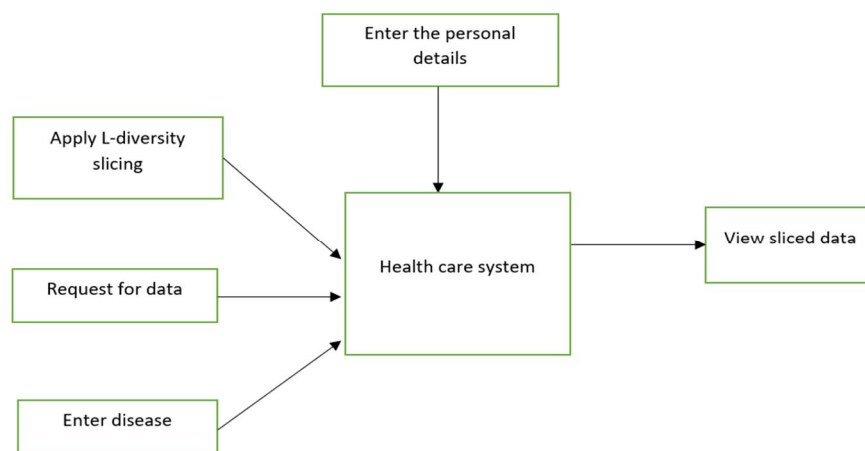 Enter the personal
details
Apply L-diversity
slicing
Health care system
View sliced data
Request for data
Enter disease